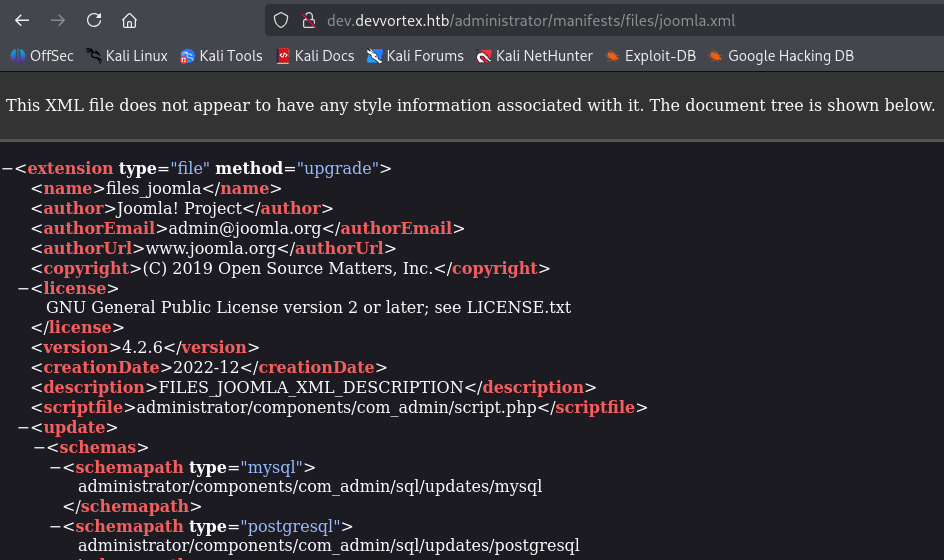 dev.devvortex.htb/administrator/manifests/files/joomla.xml
OffSec Kali Linux Kali Tools Kali Docs Kali Forums Kali NetHunter Exploit-DB Google Hacking DB
This XML file does not appear to have any style information associated with it. The document tree is shown below.
−<extension type="file" method="upgrade">
<name>files_joomla</name>
<author>Joomla! Project</author>
<authorEmail>admin@joomla.org</authorEmail>
<authorUrl>www.joomla.org</authorUrl>
<copyright>(C) 2019 Open Source Matters, Inc.</copyright>
−<license>
GNU General Public License version 2 or later; see LICENSE.txt
</license>
<version>4.2.6</version>
<creationDate>2022-12</creationDate>
<description>FILES_JOOMLA_XML_DESCRIPTION</description>
<scriptfile>administrator/components/com_admin/script.php</scriptfile>
−<update>
−<schemas>
−<schemapath type="mysql">
administrator/components/com_admin/sql/updates/mysql
</schemapath>
−<schemapath type="postgresql">
administrator/components/com_admin/sql/updates/postgresql